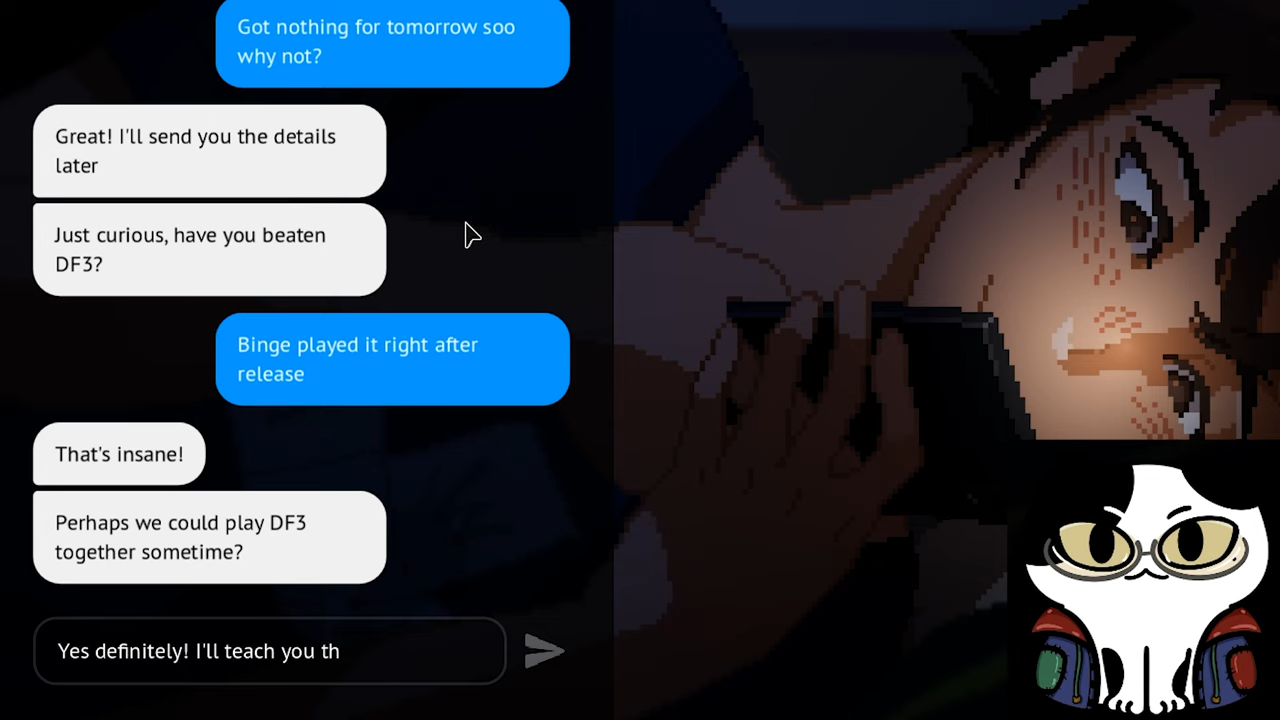 Got nothing for tomorrow soo
why not?
Great! I'll send you the details
later
Just curious, have you beaten
DF3?
Binge played it right after
release
That's insane!
Perhaps we could play DF3
together sometime?
Yes definitely! I'll teach you th